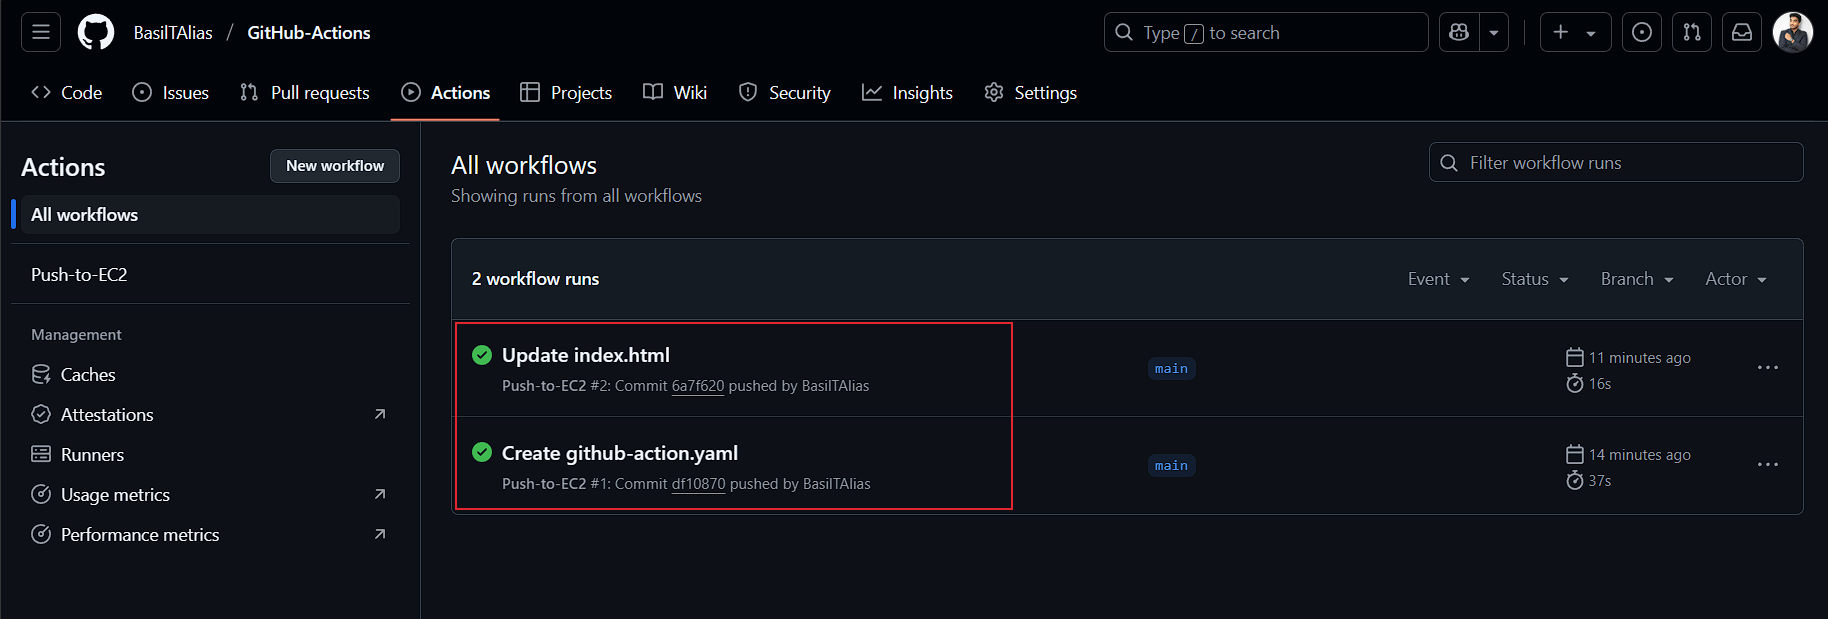 BasilTAlias / GitHub-Actions
Type / to search
Code
Issues
Pull requests
Actions
Projects
Wiki
Security
Insights
Settings
Actions
New workflow
All workflows
Push-to-EC2
Management
Caches
Attestations
Runners
Usage metrics
Performance metrics
All workflows
Showing runs from all workflows
Filter workflow runs
2 workflow runs
Event
Status
Branch
Actor
Update index.html
Push-to-EC2 #2: Commit 6a7f620 pushed by BasilTAlias
main
11 minutes ago
16s
Create github-action.yaml
Push-to-EC2 #1: Commit df10870 pushed by BasilTAlias
main
14 minutes ago
37s